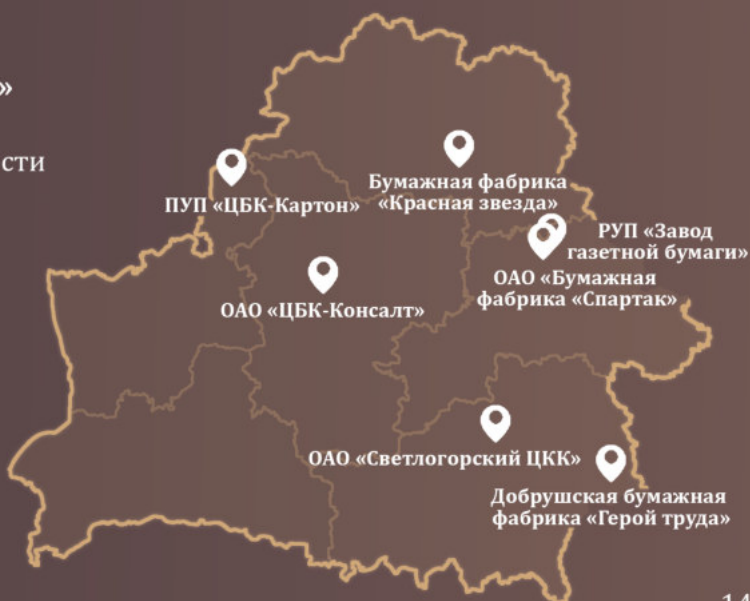 »
сти
ПУП «ЦБК-Картон»
Бумажная фабрика
«Красная звезда»
РУП «Завод
газетной бумаги»
ОАО «Бумажная
фабрика «Спартак»
ОАО «ЦБК-Консалт»
ОАО «Светлогорский ЦКК»
Добрушская бумажная
фабрика «Герой труда»